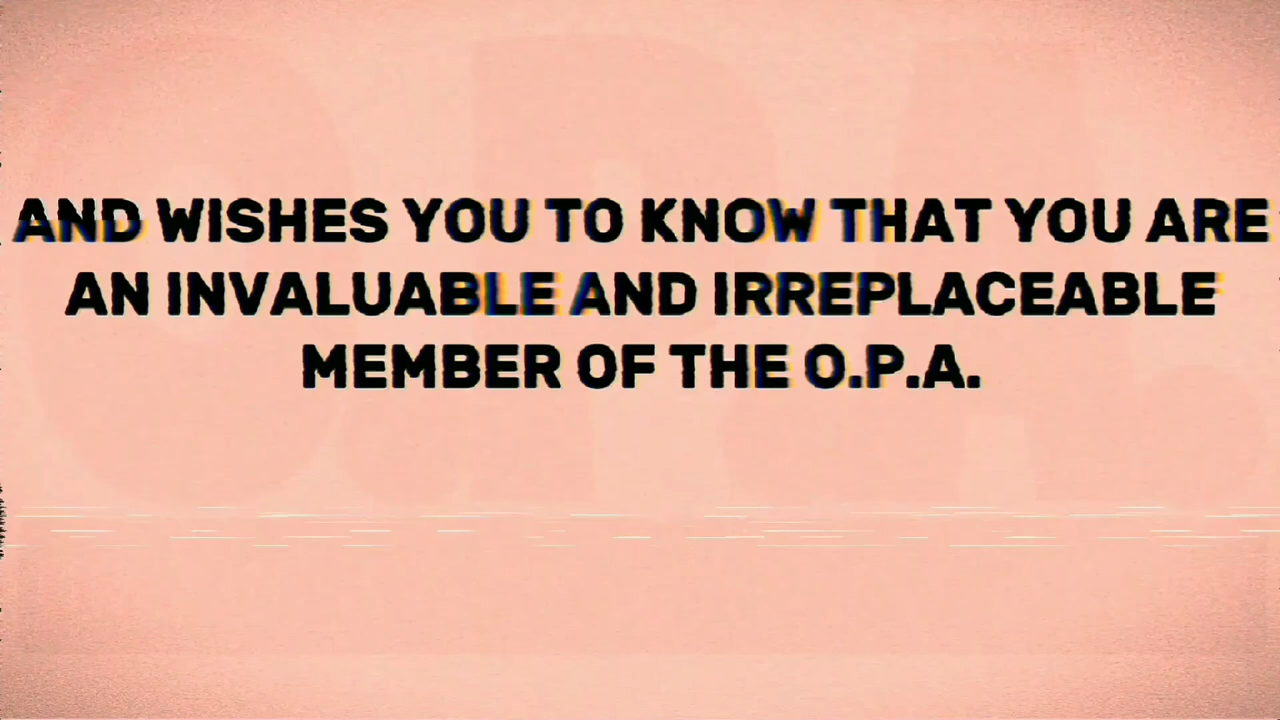 AND WISHES YOU TO KNOW THAT YOU ARE
AN INVALUABLE AND IRREPLACEABLE
MEMBER OF THE O.P.A.
O.P.A.